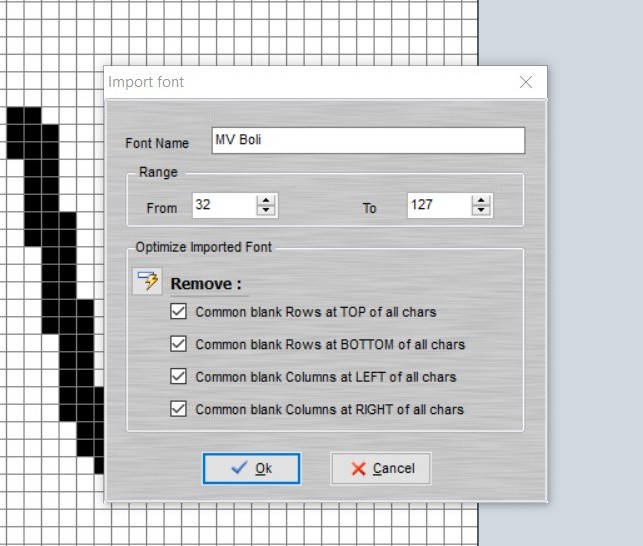 Import font
Font Name MV Boli
Range
From 32 To 127
Optimize Imported Font
Remove :
Common blank Rows at TOP of all chars
Common blank Rows at BOTTOM of all chars
Common blank Columns at LEFT of all chars
Common blank Columns at RIGHT of all chars
Ok Cancel